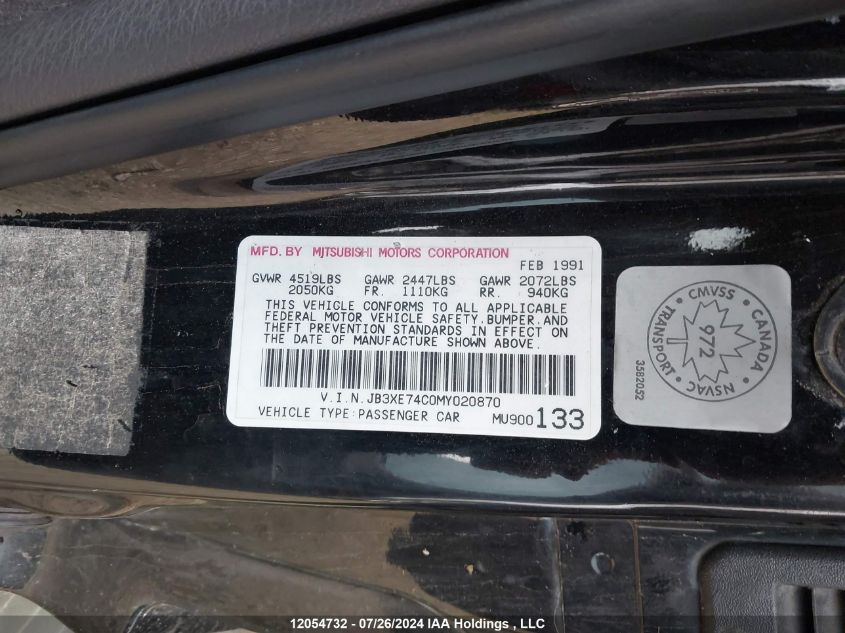 MFD. BY MITSUBISHI MOTORS CORPORATION
FEB 1991
GVWR 4519LBS GAWR 2447LBS GAWR 2072LBS
2050KG FR. 1110KG RR. 940KG
THIS VEHICLE CONFORMS TO ALL APPLICABLE
FEDERAL MOTOR VEHICLE SAFETY, BUMPER, AND
THEFT PREVENTION STANDARDS IN EFFECT ON
THE DATE OF MANUFACTURE SHOWN ABOVE.
V.I.N. JB3XE74C0MY020870
VEHICLE TYPE: PASSENGER CAR MU900133
CMVSS CANADA
TRANSPORT NSVAC
972
3582052
12054732 - 07/26/2024 IAA Holdings, LLC